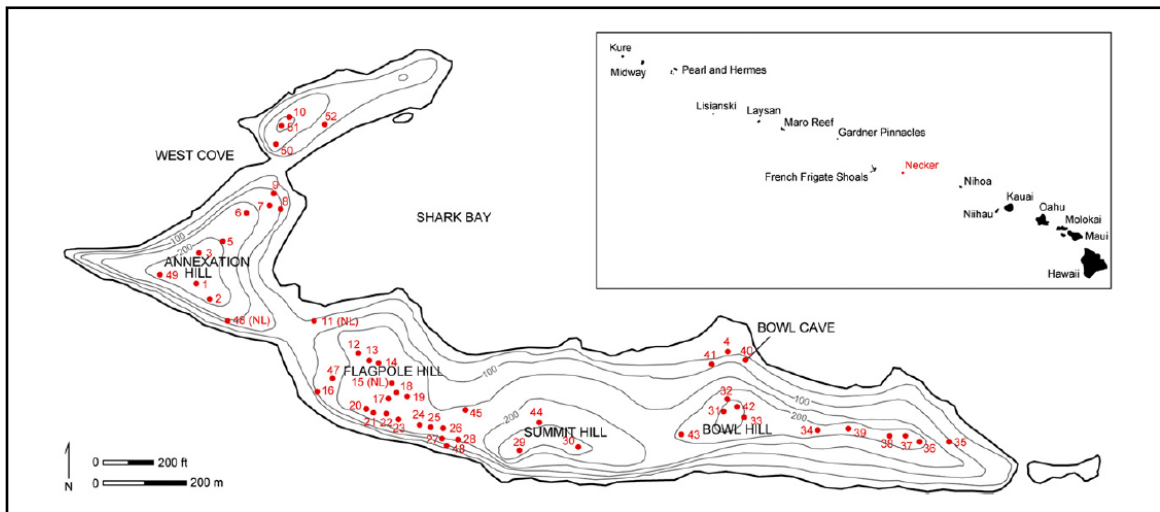 Kure
Midway
Pearl and Hermes
Lisianski
Laysan
Maro Reef
Gardner Pinnacles
French Frigate Shoals
Necker
Nihoa
Niihau
Kauai
Oahu
Molokai
Maui
Hawaii
10
51
52
50
WEST COVE
9
7
8
6
SHARK BAY
5
100
200
3
ANNEXATION
HILL
49
1
2
48 (NL)
11 (NL)
BOWL CAVE
4
40
41
12
13
14
FLAGPOLE HILL
100
100
47
15 (NL)
16
18
17
19
20
21
22
23
24
25
26
27
28
48
45
200
44
SUMMIT HILL
29
30
32
31
42
33
BOWL HILL
43
200
34
39
38
37
36
35
N
0 200 ft
0 200 m